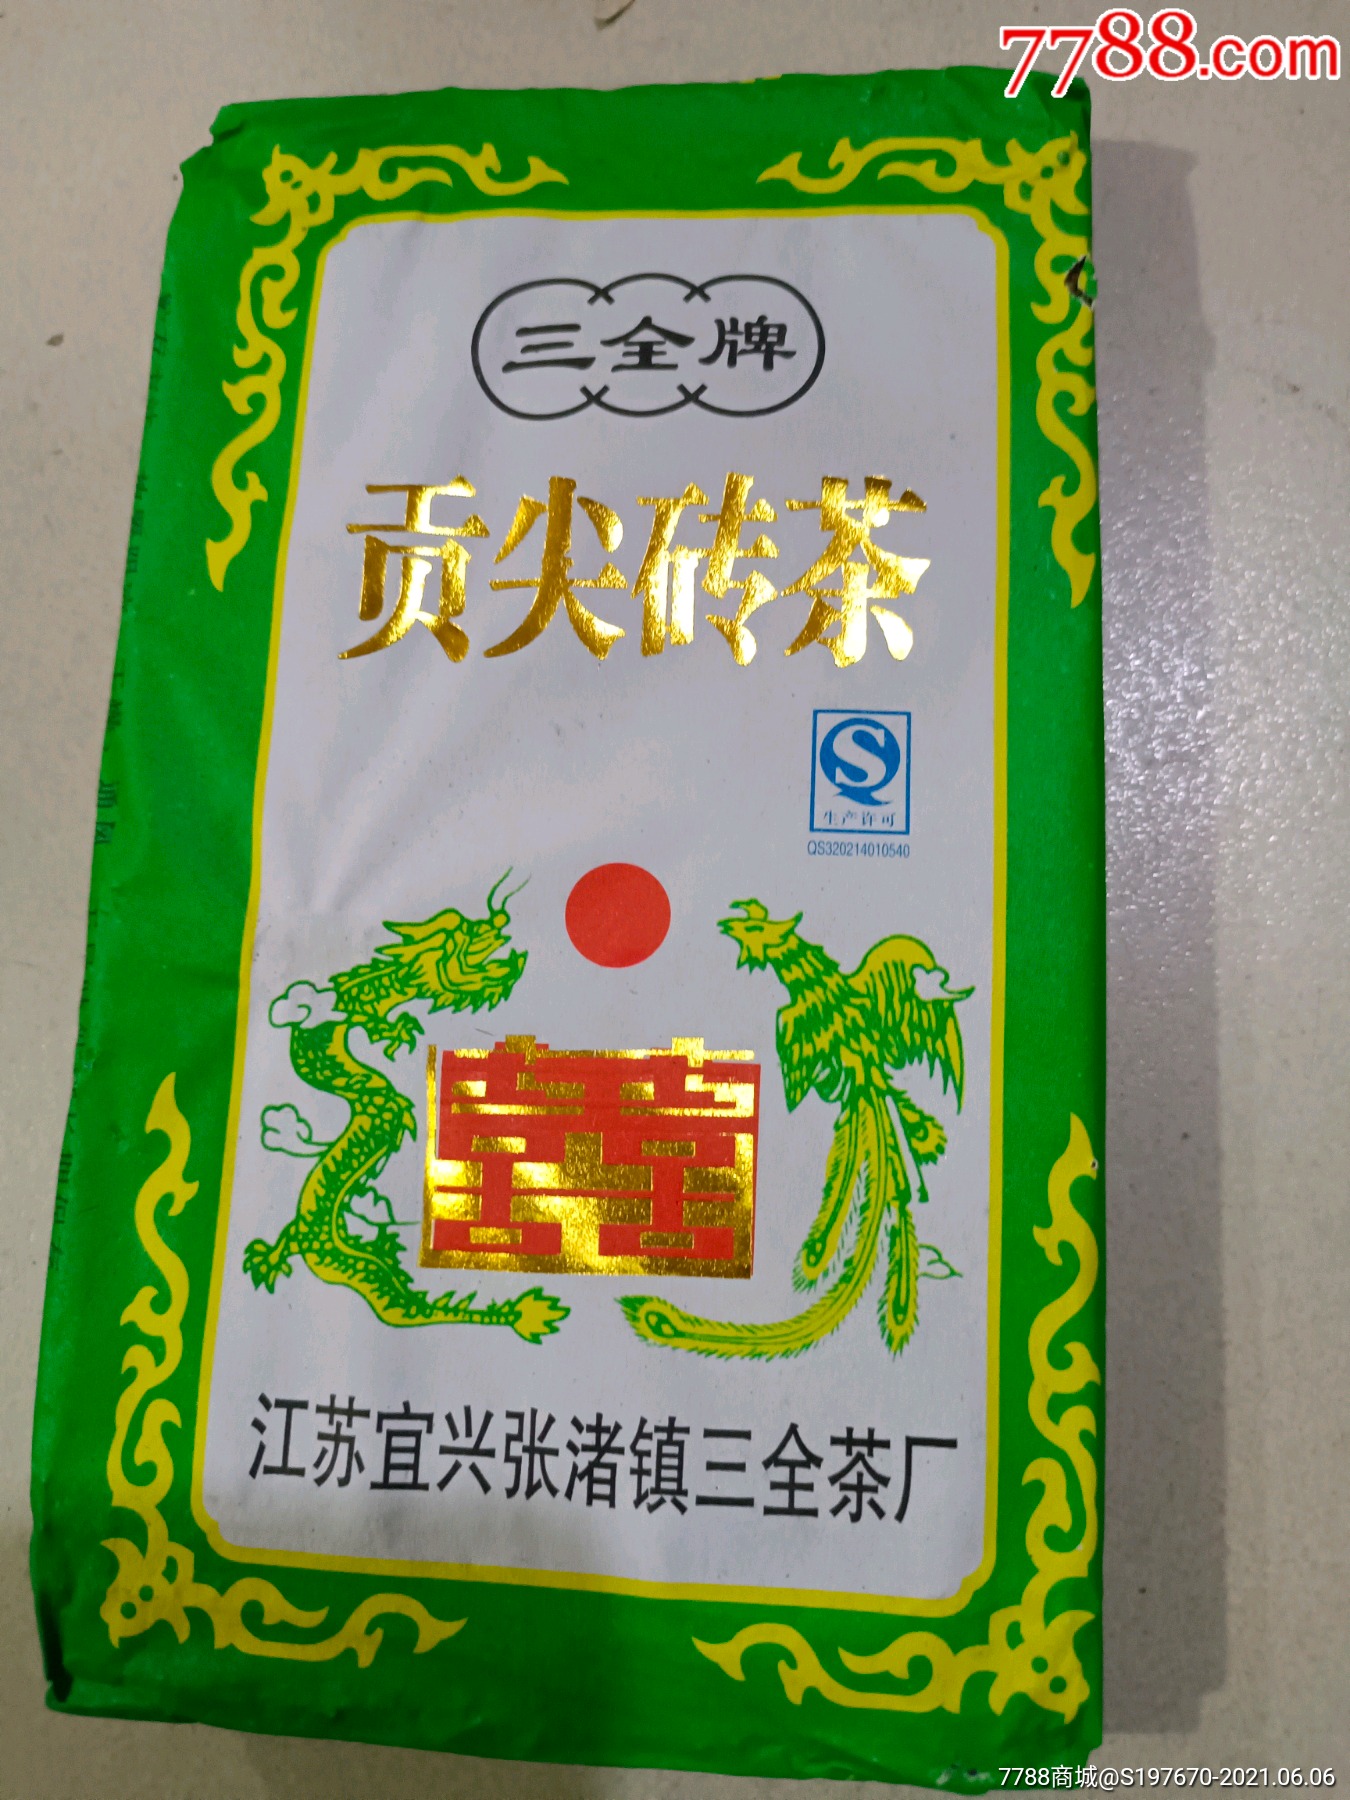 7788.com
三全牌
贡尖砖茶
生产许可
QS320214010540
囍
江苏宜兴张渚镇三全茶厂
7788商城@S197670-2021.06.06